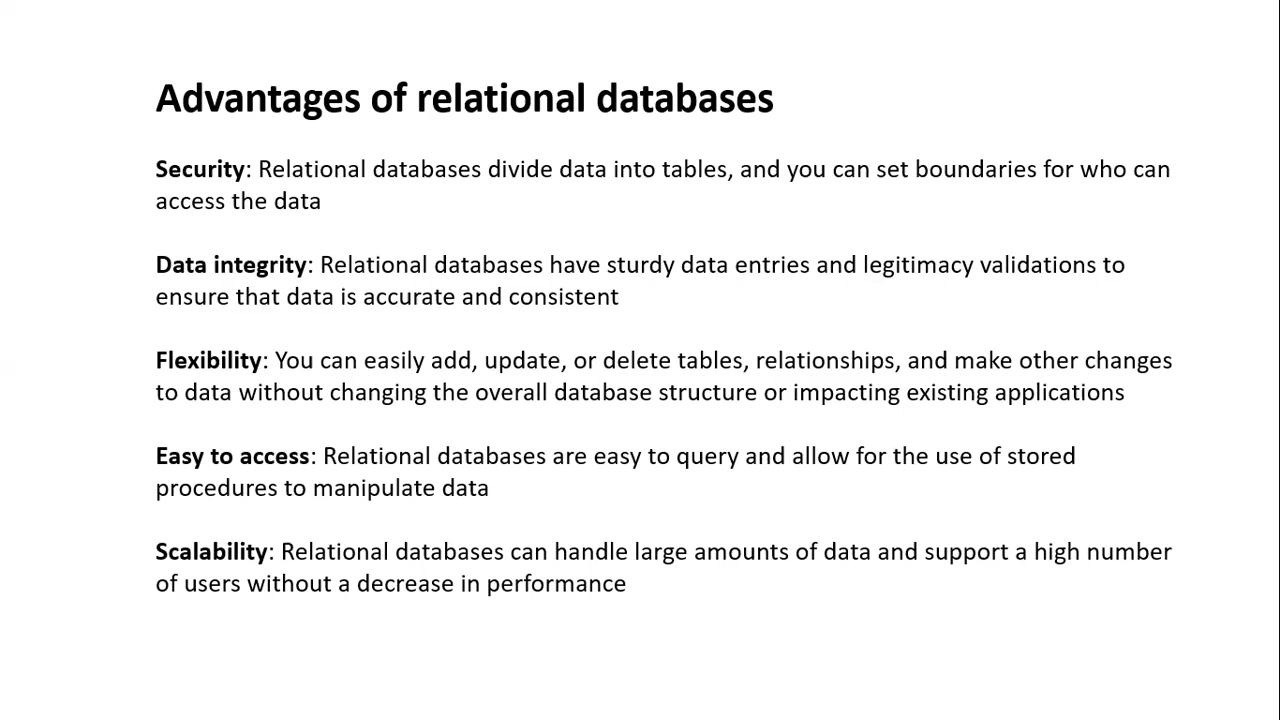 Advantages of relational databases
Security: Relational databases divide data into tables, and you can set boundaries for who can
access the data
Data integrity: Relational databases have sturdy data entries and legitimacy validations to
ensure that data is accurate and consistent
Flexibility: You can easily add, update, or delete tables, relationships, and make other changes
to data without changing the overall database structure or impacting existing applications
Easy to access: Relational databases are easy to query and allow for the use of stored
procedures to manipulate data
Scalability: Relational databases can handle large amounts of data and support a high number
of users without a decrease in performance